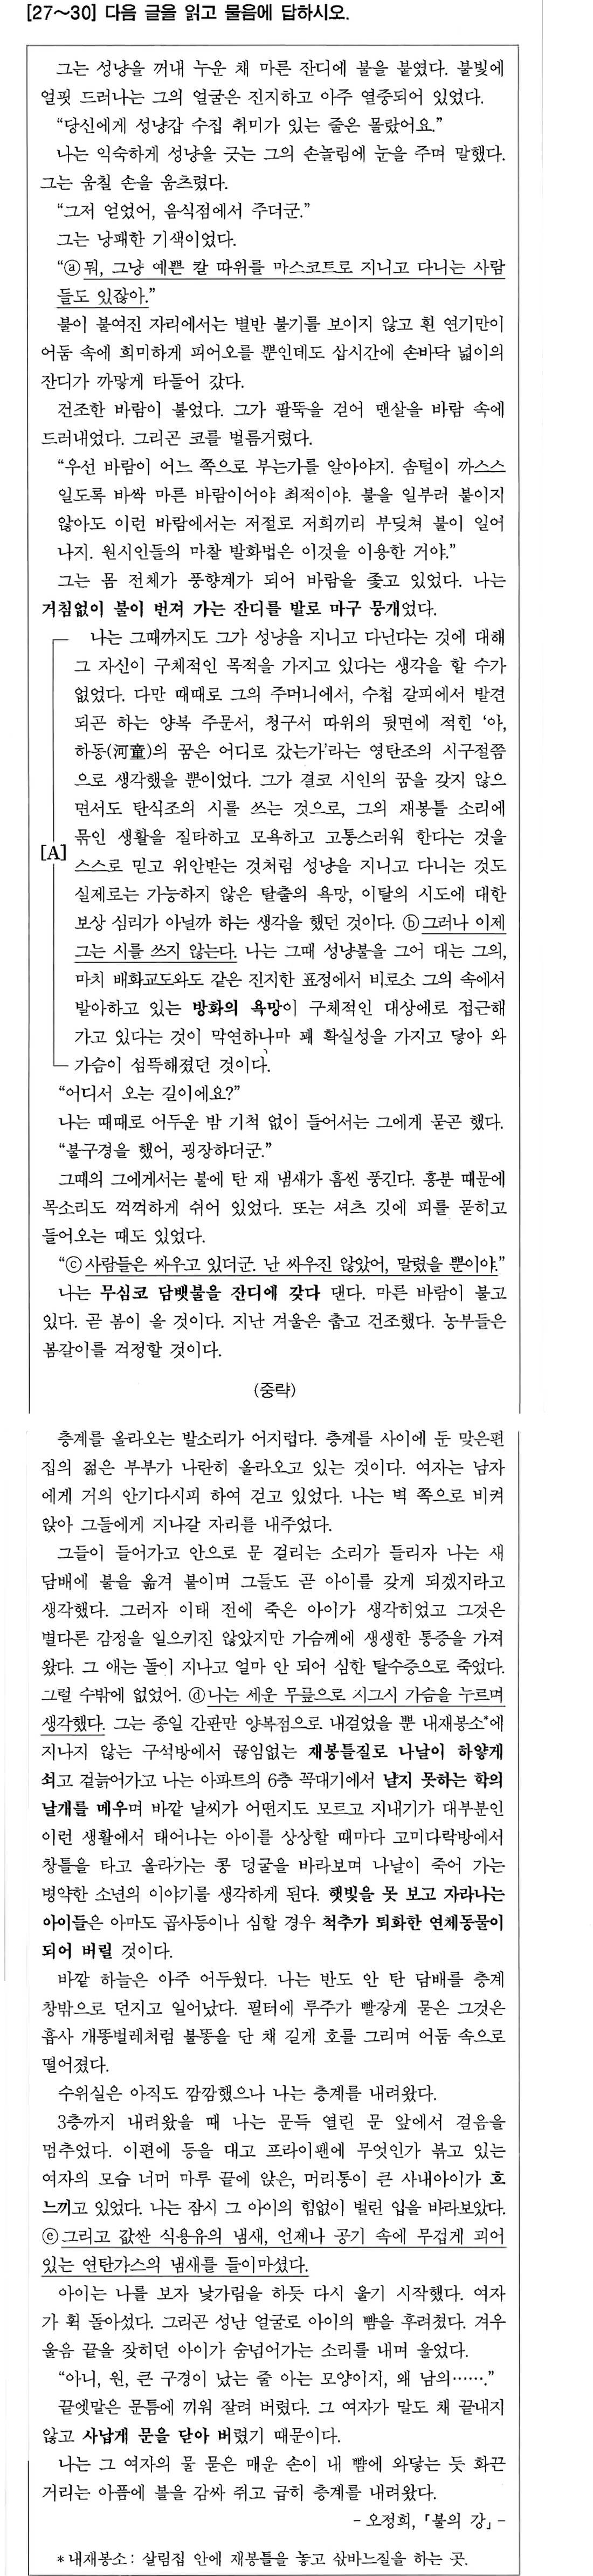 [27~30] 다음 글을 읽고 물음에 답하시오.
그는 성냥을 꺼내 누운 채 마른 잔디에 불을 붙였다. 불빛에
얼핏 드러나는 그의 얼굴은 진지하고 아주 열중되어 있었다.
“당신에게 성냥갑 수집 취미가 있는 줄은 몰랐어요.”
나는 익숙하게 성냥을 긋는 그의 손놀림에 눈을 주며 말했다.
그는 움칠 손을 움츠렸다.
“그저 얻었어, 음식점에서 주더군.”
그는 낭패한 기색이었다.
“ⓐ뭐, 그냥 예쁜 칼 따위를 마스코트로 지니고 다니는 사람
들도 있잖아.”
불이 붙여진 자리에서는 별반 불기를 보이지 않고 흰 연기만이
어둠 속에 희미하게 피어오를 뿐인데도 삽시간에 손바닥 넓이의
잔디가 까맣게 타들어 갔다.
건조한 바람이 불었다. 그가 팔뚝을 걷어 맨살을 바람 속에
드러내었다. 그리곤 코를 벌름거렸다.
“우선 바람이 어느 쪽으로 부는가를 알아야지. 솜털이 까스스
일도록 바싹 마른 바람이어야 최적이야. 불을 일부러 붙이지
않아도 이런 바람에서는 저절로 저희끼리 부딪쳐 불이 일어
나지. 원시인들의 마찰 발화법은 이것을 이용한 거야.”
그는 몸 전체가 풍향계가 되어 바람을 좇고 있었다. 나는
거침없이 불이 번져 가는 잔디를 발로 마구 뭉개었다.
나는 그때까지도 그가 성냥을 지니고 다닌다는 것에 대해
그 자신이 구체적인 목적을 가지고 있다는 생각을 할 수가
없었다. 다만 때때로 그의 주머니에서, 수첩 갈피에서 발견
되곤 하는 양복 주문서, 청구서 따위의 뒷면에 적힌 ‘아,
하동(河童)의 꿈은 어디로 갔는가’라는 영탄조의 시구절쯤
으로 생각했을 뿐이었다. 그가 결코 시인의 꿈을 갖지 않으
면서도 탄식조의 시를 쓰는 것으로, 그의 재봉틀 소리에
[A] 묶인 생활을 질타하고 모욕하고 고통스러워 한다는 것을
스스로 믿고 위안받는 것처럼 성냥을 지니고 다니는 것도
실제로는 가능하지 않은 탈출의 욕망, 이탈의 시도에 대한
보상 심리가 아닐까 하는 생각을 했던 것이다. ⓑ그러나 이제
그는 시를 쓰지 않는다. 나는 그때 성냥불을 그어 대는 그의,
마치 배화교도와도 같은 진지한 표정에서 비로소 그의 속에서
발아하고 있는 방화의 욕망이 구체적인 대상에로 접근해
가고 있다는 것이 막연하나마 꽤 확실성을 가지고 닿아 와
가슴이 섬뜩해졌던 것이다.
“어디서 오는 길이에요?”
나는 때때로 어두운 밤 기척 없이 들어서는 그에게 묻곤 했다.
“불구경을 했어, 굉장하더군.”
그때의 그에게서는 불에 탄 재 냄새가 훨씬 풍긴다. 흥분 때문에
목소리도 꺽꺽하게 쉬어 있었다. 또는 셔츠 깃에 피를 묻히고
들어오는 때도 있었다.
“ⓒ사람들은 싸우고 있더군. 난 싸우진 않았어, 말렸을 뿐이야.”
나는 무심코 담뱃불을 잔디에 갖다 댄다. 마른 바람이 불고
있다. 곧 봄이 올 것이다. 지난 겨울은 춥고 건조했다. 농부들은
봄갈이를 걱정할 것이다.
(중략)
층계를 올라오는 발소리가 어지럽다. 층계를 사이에 둔 맞은편
집의 젊은 부부가 나란히 올라오고 있는 것이다. 여자는 남자
에게 거의 안기다시피 하여 걷고 있었다. 나는 벽 쪽으로 비켜
앉아 그들에게 지나갈 자리를 내주었다.
그들이 들어가고 안으로 문 걸리는 소리가 들리자 나는 새
담배에 불을 옮겨 붙이며 그들도 곧 아이를 갖게 되겠지라고
생각했다. 그러자 이태 전에 죽은 아이가 생각히었고 그것은
별다른 감정을 일으키진 않았지만 가슴께에 생생한 통증을 가져
왔다. 그 애는 돌이 지나고 얼마 안 되어 심한 탈수증으로 죽었다.
그럴 수밖에 없었어. ⓓ나는 세운 무릎으로 지그시 가슴을 누르며
생각했다. 그는 종일 간판만 양복점으로 내걸었을 뿐 내재봉소*에
지나지 않는 구석방에서 끊임없는 재봉틀질로 나날이 하얗게
쇠고 걸늙어가고 나는 아파트의 6층 꼭대기에서 날지 못하는 학의
날개를 메우며 바깥 날씨가 어떤지도 모르고 지내기가 대부분인
이런 생활에서 태어나는 아이를 상상할 때마다 고미다락방에서
창틀을 타고 올라가는 콩 덩굴을 바라보며 나날이 죽어 가는
병약한 소년의 이야기를 생각하게 된다. 햇빛을 못 보고 자라나는
아이들은 아마도 곱사등이나 심할 경우 척추가 퇴화한 연체동물이
되어 버릴 것이다.
바깥 하늘은 아주 어두웠다. 나는 반도 안 탄 담배를 층계
창밖으로 던지고 일어났다. 필터에 루주가 빨갛게 묻은 그것은
흡사 개똥벌레처럼 불똥을 단 채 길게 호를 그리며 어둠 속으로
떨어졌다.
수위실은 아직도 깜깜했으나 나는 층계를 내려왔다.
3층까지 내려왔을 때 나는 문득 열린 문 앞에서 걸음을
멈추었다. 이편에 등을 대고 프라이팬에 무엇인가 볶고 있는
여자의 모습 너머 마루 끝에 앉은, 머리통이 큰 사내아이가 흐
느끼고 있었다. 나는 잠시 그 아이의 힘없이 벌린 입을 바라보았다.
ⓔ그리고 값싼 식용유의 냄새, 언제나 공기 속에 무겁게 괴어
있는 연탄가스의 냄새를 들이마셨다.
아이는 나를 보자 낯가림을 하듯 다시 울기 시작했다. 여자
가 휙 돌아섰다. 그리곤 성난 얼굴로 아이의 뺨을 후려쳤다. 겨우
울음 끝을 잦히던 아이가 숨넘어가는 소리를 내며 울었다.
“아니, 원, 큰 구경이 났는 줄 아는 모양이지, 왜 남의……”
끝엣말은 문틈에 끼워 잘려 버렸다. 그 여자가 말도 채 끝내지
않고 사납게 문을 닫아 버렸기 때문이다.
나는 그 여자의 물 묻은 매운 손이 내 뺨에 와닿는 듯 화끈
거리는 아픔에 볼을 감싸 쥐고 급히 층계를 내려왔다.
- 오정희, 「불의 강」 -
* 내재봉소: 살림집 안에 재봉틀을 놓고 삯바느질을 하는 곳.